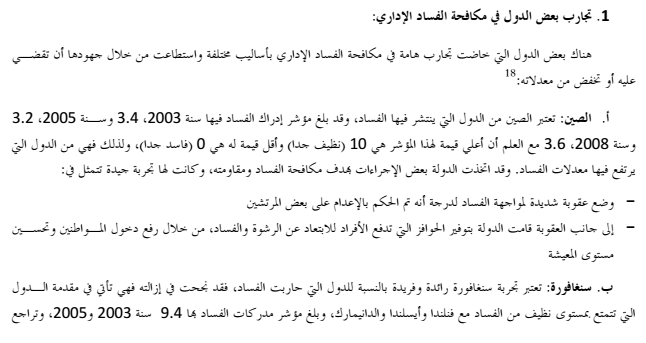 1. تجارب بعض الدول في مكافحة الفساد الإداري:
هناك بعض الدول التي خاضت تجارب هامة في مكافحة الفساد الإداري بأساليب مختلفة واستطاعت من خلال جهودها أن تقضي
عليه أو تخفض من معدلاته:18
أ. الصين: تعتبر الصين من الدول التي ينتشر فيها الفساد، وقد بلغ مؤشر إدراك الفساد فيها سنة 2003، 3.4 وسنة 2005، 3.2
وسنة 2008، 3.6 مع العلم أن أعلي قيمة لهذا المؤشر هي 10 (نظيف جدا) وأقل قيمة له هي 0 (فاسد جدا)، ولذلك فهي من الدول التي
يرتفع فيها معدلات الفساد. وقد اتخذت الدولة بعض الإجراءات بهدف مكافحة الفساد ومقاومته، وكانت لها تجربة جيدة تتمثل في:
– وضع عقوبة شديدة لمواجهة الفساد لدرجة أنه تم الحكم بالإعدام على بعض المرتشين
– إلى جانب العقوبة قامت الدولة بتوفير الحوافز التي تدفع الأفراد للابتعاد عن الرشوة والفساد، من خلال رفع دخول المواطنين وتحسين
مستوى المعيشة
ب. سنغافورة: تعتبر تجربة سنغافورة رائدة وفريدة بالنسبة للدول التي حاربت الفساد، فقد نجحت في إزالته فهي تأتي في مقدمة الدول
التي تتمتع بمستوى نظيف من الفساد مع فنلندا وأيسلندا والدانيمارك، وبلغ مؤشر مدركات الفساد بها 9.4 سنة 2003 و2005، وتراجع